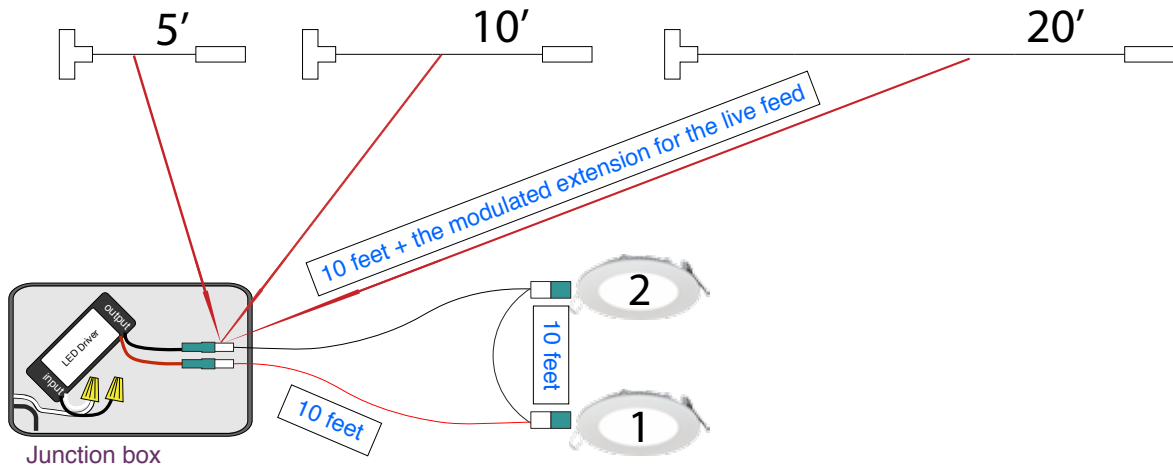 5’ 10’ 20’
10 feet + the modulated extension for the live feed
2
output
LED Driver
10 feet
input
10 feet
1
Junction box